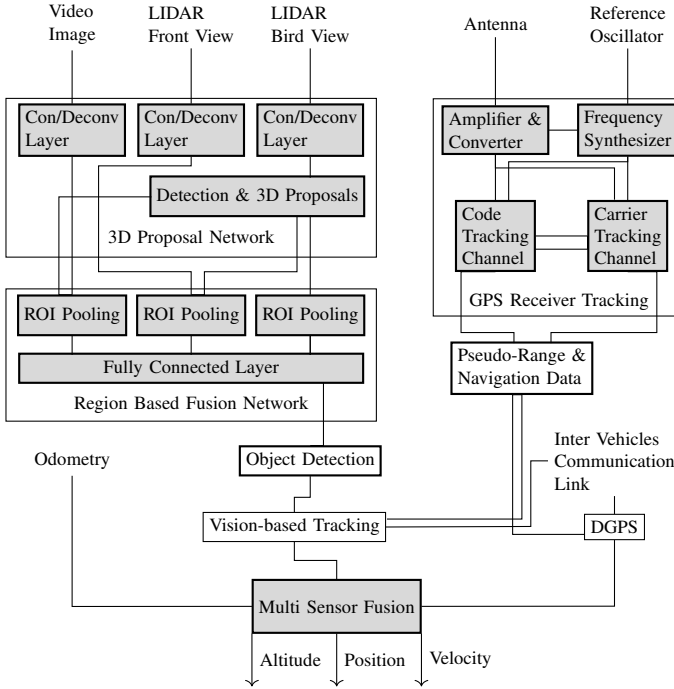 Video
Image
LIDAR
Front View
LIDAR
Bird View
Antenna
Reference
Oscillator
Con/Deconv
Layer
Con/Deconv
Layer
Con/Deconv
Layer
Amplifier &
Converter
Frequency
Synthesizer
Detection & 3D Proposals
3D Proposal Network
Code
Tracking
Channel
Carrier
Tracking
Channel
GPS Receiver Tracking
ROI Pooling
ROI Pooling
ROI Pooling
Fully Connected Layer
Region Based Fusion Network
Pseudo-Range &
Navigation Data
Odometry
Object Detection
Inter Vehicles
Communication
Link
Vision-based Tracking
DGPS
Multi Sensor Fusion
Altitude
Position
Velocity